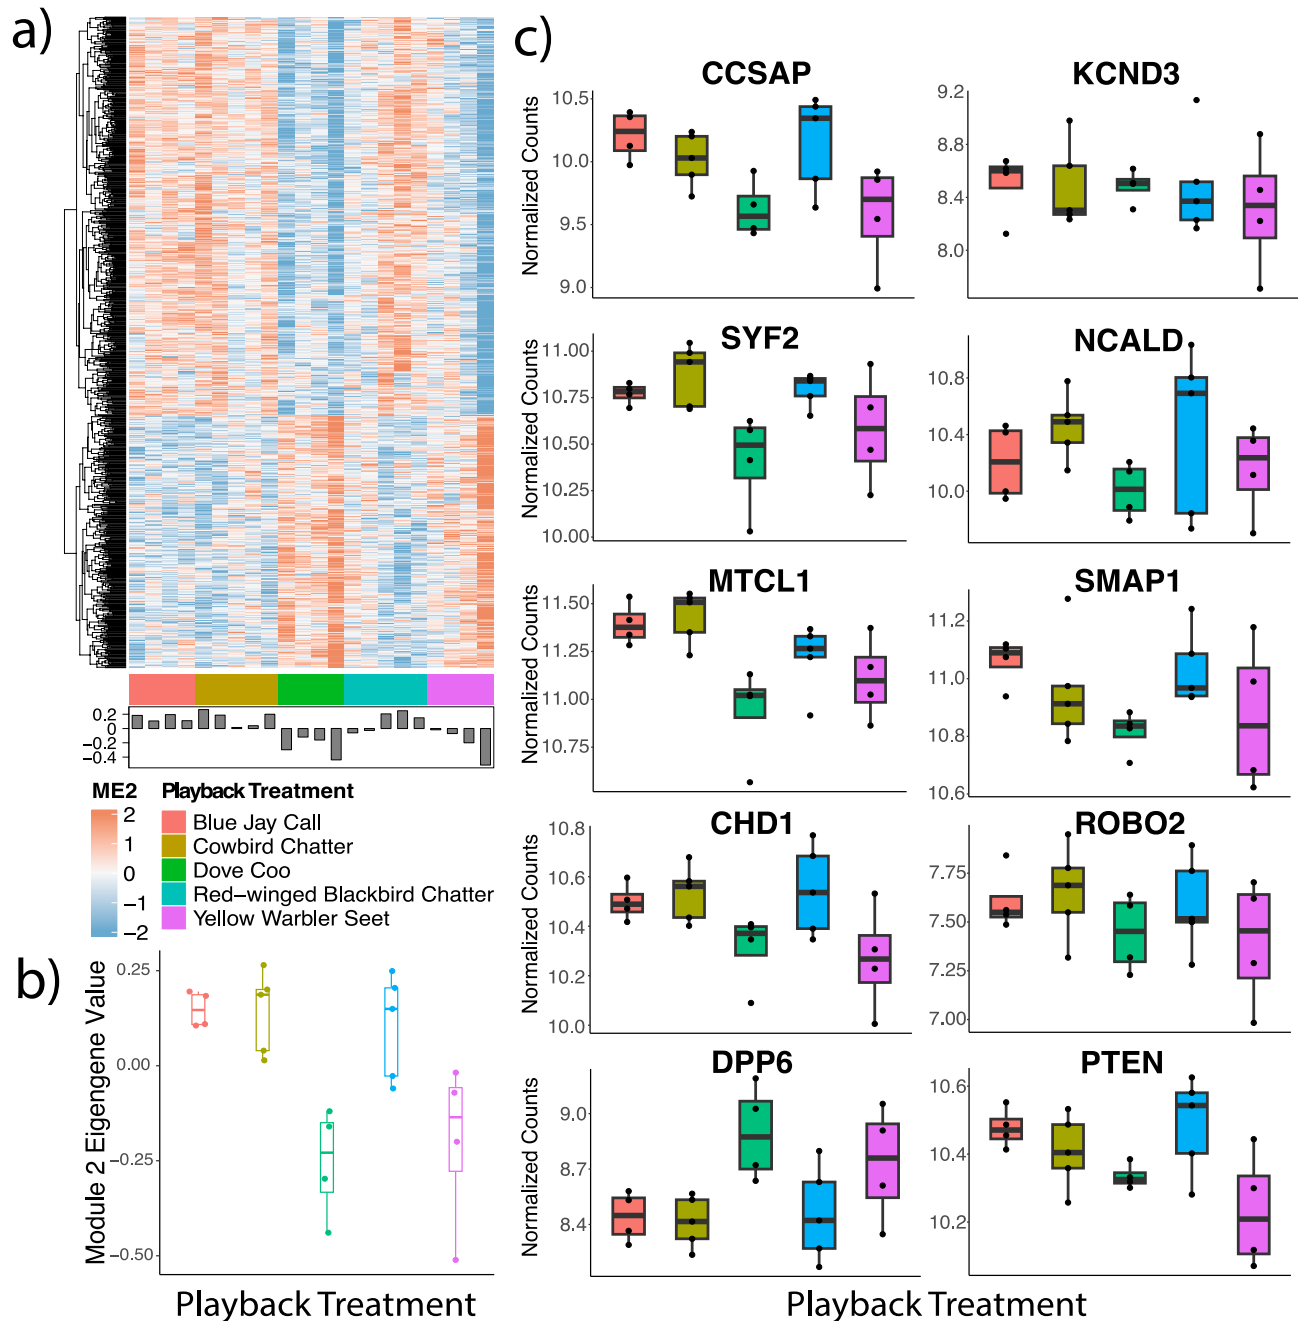 a)
0.2
0
−0.2
−0.4
ME2
2
1
0
−1
−2
Playback Treatment
Blue Jay Call
Cowbird Chatter
Dove Coo
Red-winged Blackbird Chatter
Yellow Warbler Seet
b)
Module 2 Eigengene Value
0.25
0.00
−0.25
−0.50
Playback Treatment
c)
CCSAP
Normalized Counts
10.5
10.0
9.5
9.0
KCND3
9.2
8.8
8.4
8.0
SYF2
Normalized Counts
11.00
10.75
10.50
10.25
10.00
NCALD
10.8
10.4
10.0
MTCL1
Normalized Counts
11.50
11.25
11.00
10.75
SMAP1
11.2
11.0
10.8
10.6
CHD1
Normalized Counts
10.8
10.6
10.4
10.2
10.0
ROBO2
7.75
7.50
7.25
7.00
DPP6
Normalized Counts
9.0
8.7
8.4
PTEN
10.6
10.4
10.2
Playback Treatment